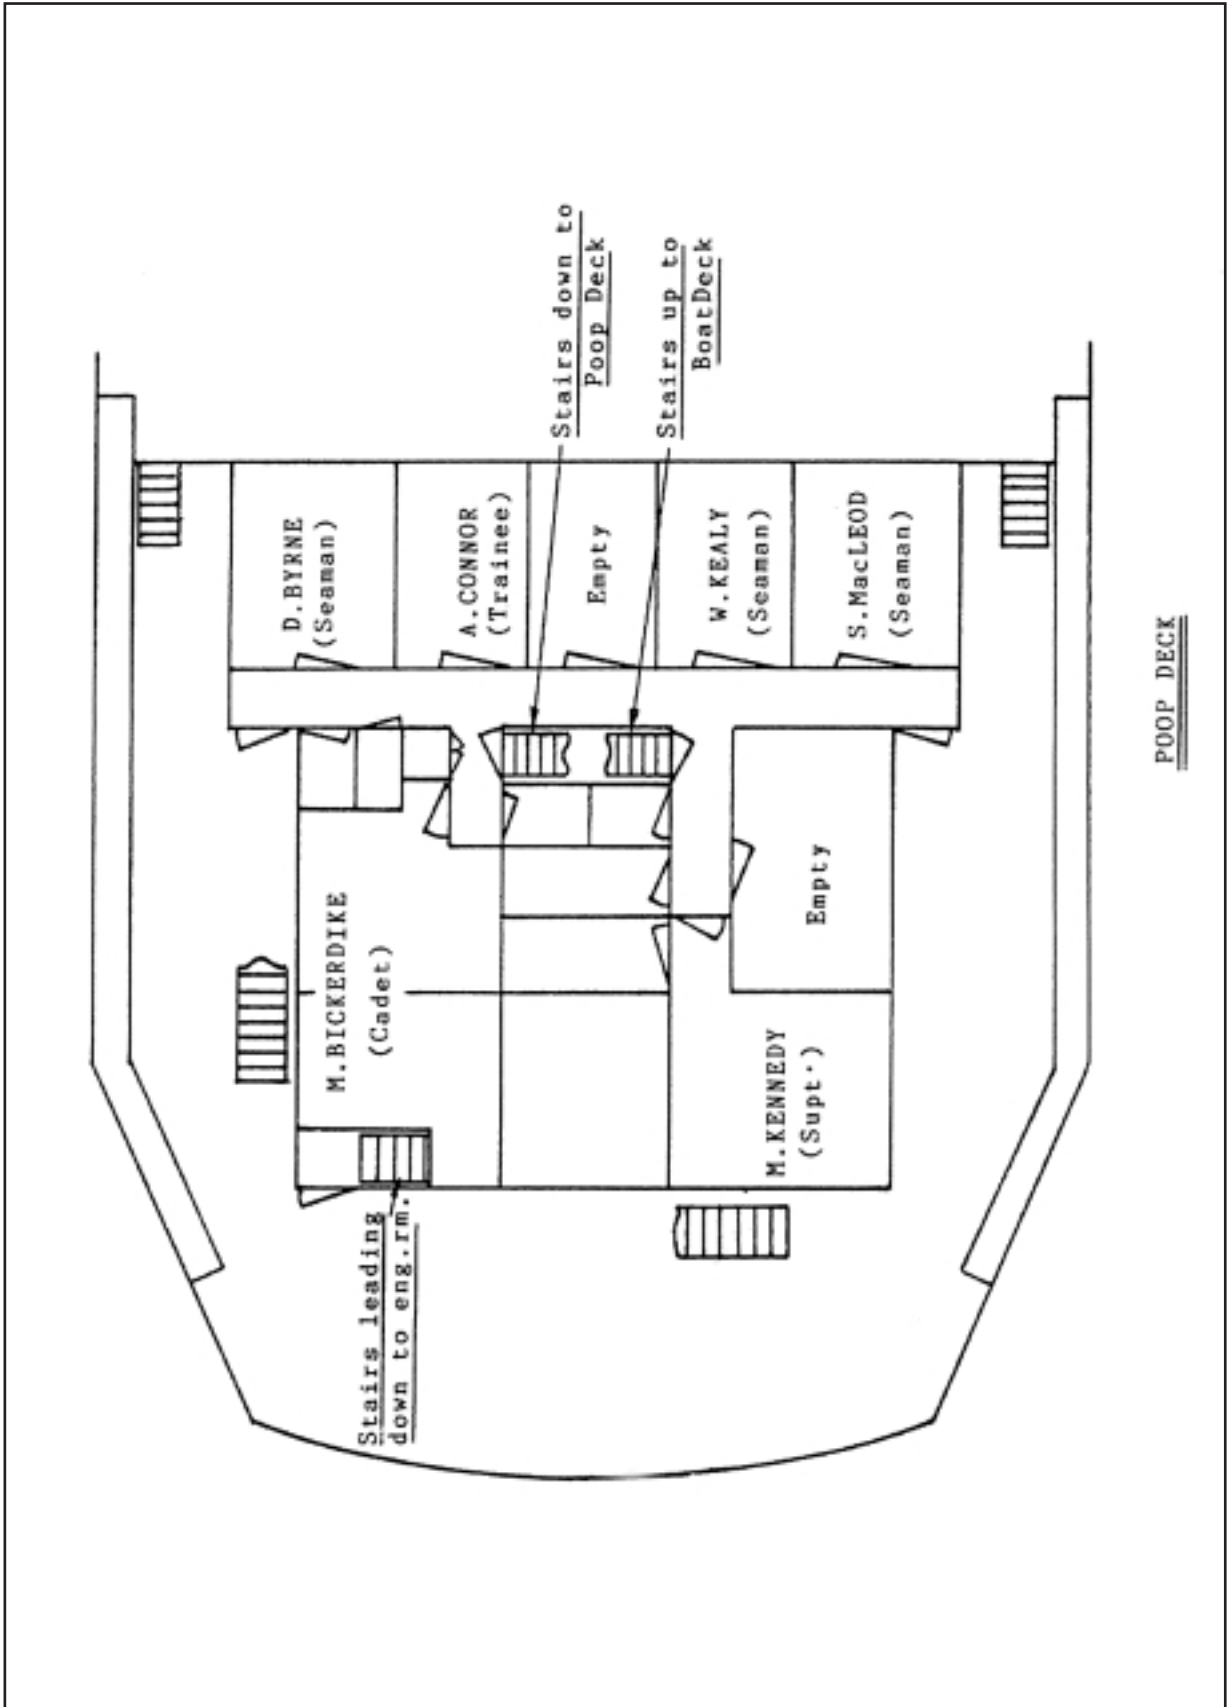 Stairs down to
Poop Deck
Stairs up to
BoatDeck
D.BYRNE
(Seaman)
A.CONNOR
(Trainee)
Empty
W.KEALY
(Seaman)
S.MacLEOD
(Seaman)
M.BICKERDIKE
(Cadet)
Empty
M.KENNEDY
(Supt')
Stairs leading
down to eng.rm.
POOP DECK